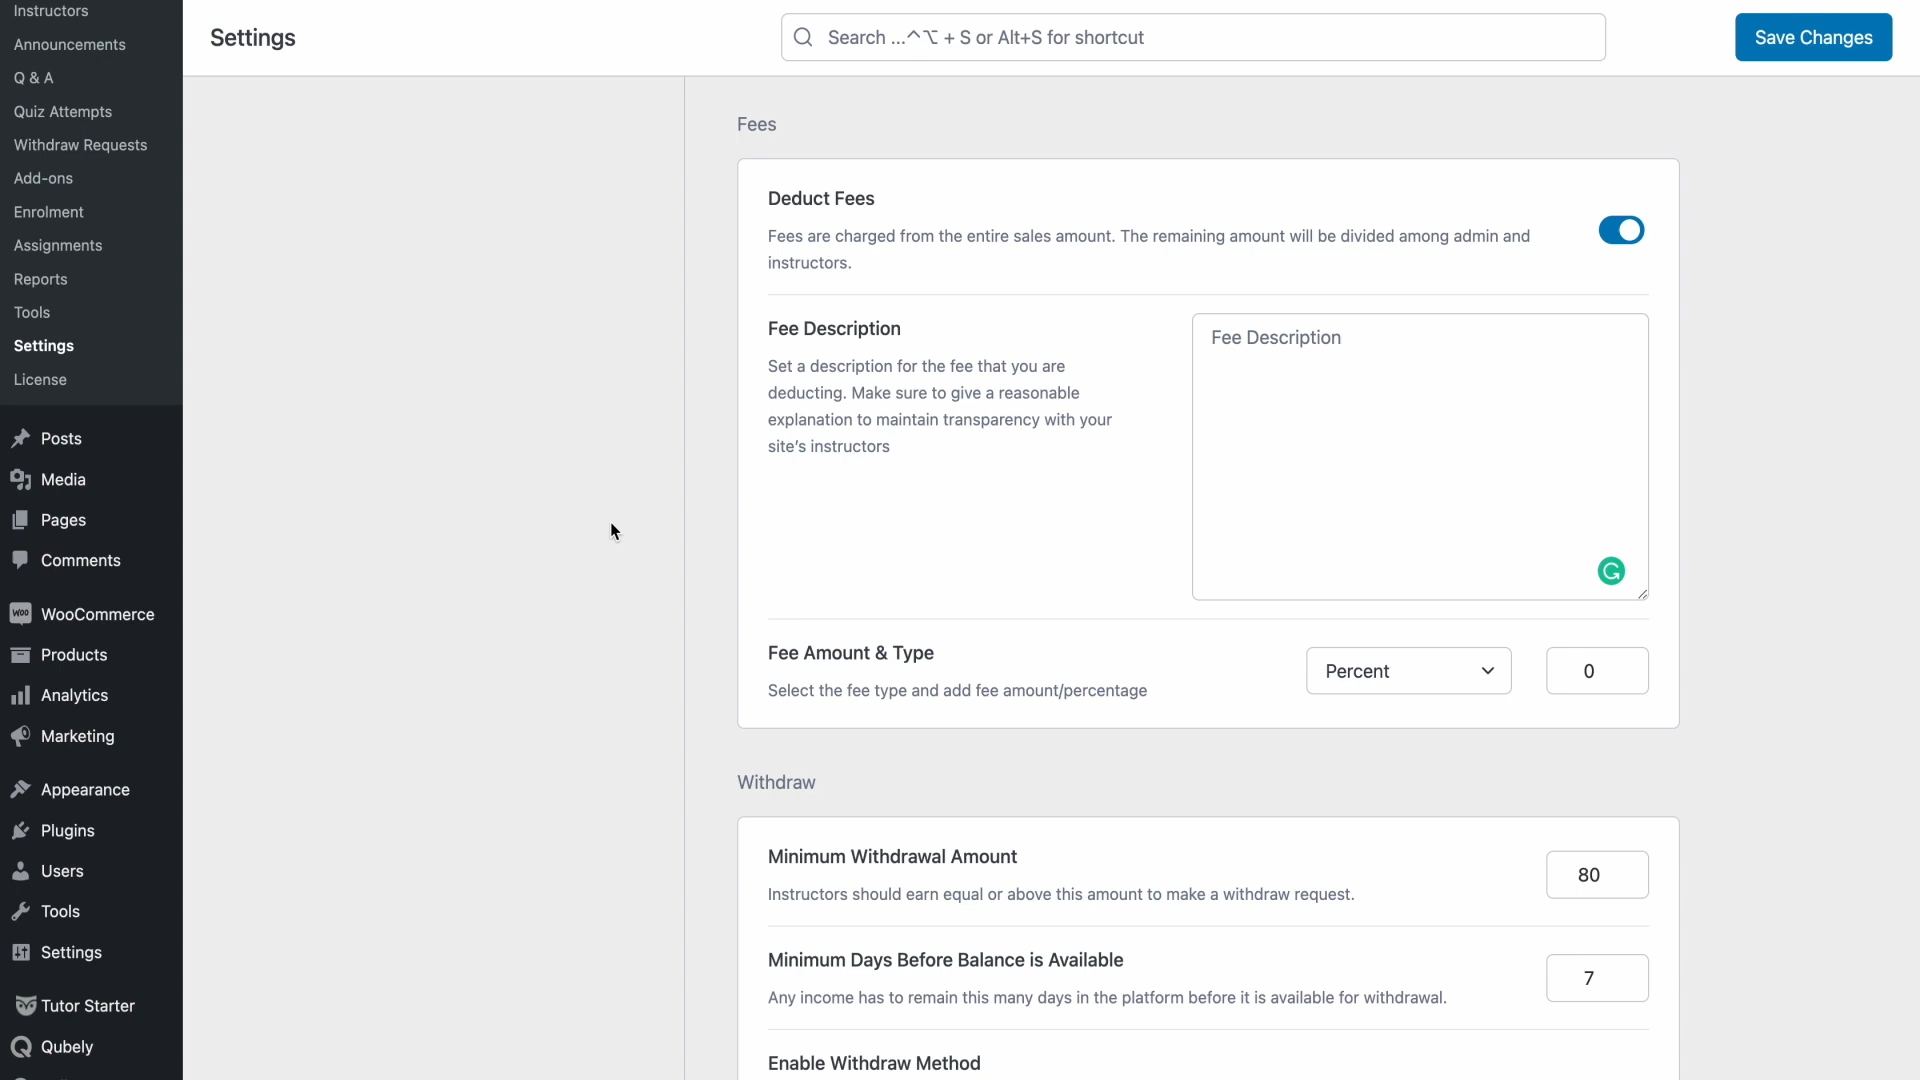 Instructors
Announcements
Q & A
Quiz Attempts
Withdraw Requests
Add-ons
Enrolment
Assignments
Reports
Tools
Settings
License
Posts
Media
Pages
Comments
WooCommerce
Products
Analytics
Marketing
Appearance
Plugins
Users
Tools
Settings
Tutor Starter
Qubely
Settings
Search ...^⌥ + S or Alt+S for shortcut
Save Changes
Fees
Deduct Fees
Fees are charged from the entire sales amount. The remaining amount will be divided among admin and
instructors.
Fee Description
Set a description for the fee that you are
deducting. Make sure to give a reasonable
explanation to maintain transparency with your
site's instructors
Fee Description
Fee Amount & Type
Select the fee type and add fee amount/percentage
Percent
0
Withdraw
Minimum Withdrawal Amount
Instructors should earn equal or above this amount to make a withdraw request.
80
Minimum Days Before Balance is Available
Any income has to remain this many days in the platform before it is available for withdrawal.
7
Enable Withdraw Method